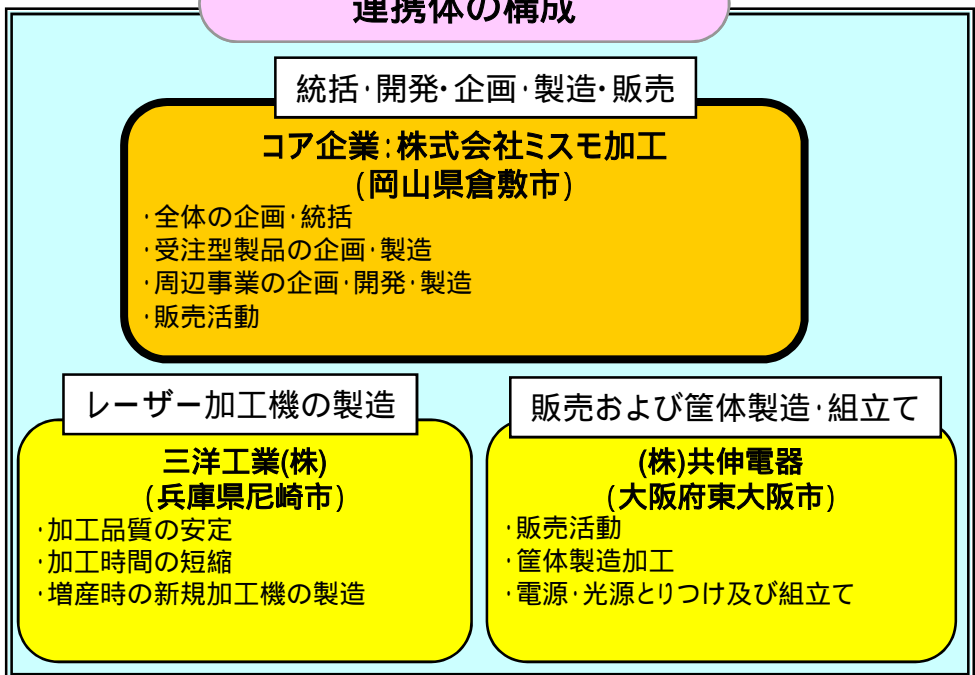 連携体の構成
統括･開発･企画･製造･販売
コア企業:株式会社ミスモ加工
(岡山県倉敷市)
･全体の企画･統括
･受注型製品の企画･製造
･周辺事業の企画･開発･製造
･販売活動
レーザー加工機の製造
三洋工業(株)
(兵庫県尼崎市)
･加工品質の安定
･加工時間の短縮
･増産時の新規加工機の製造
販売および筐体製造･組立て
(株)共伸電器
(大阪府東大阪市)
･販売活動
･筐体製造加工
･電源･光源とりつけ及び組立て